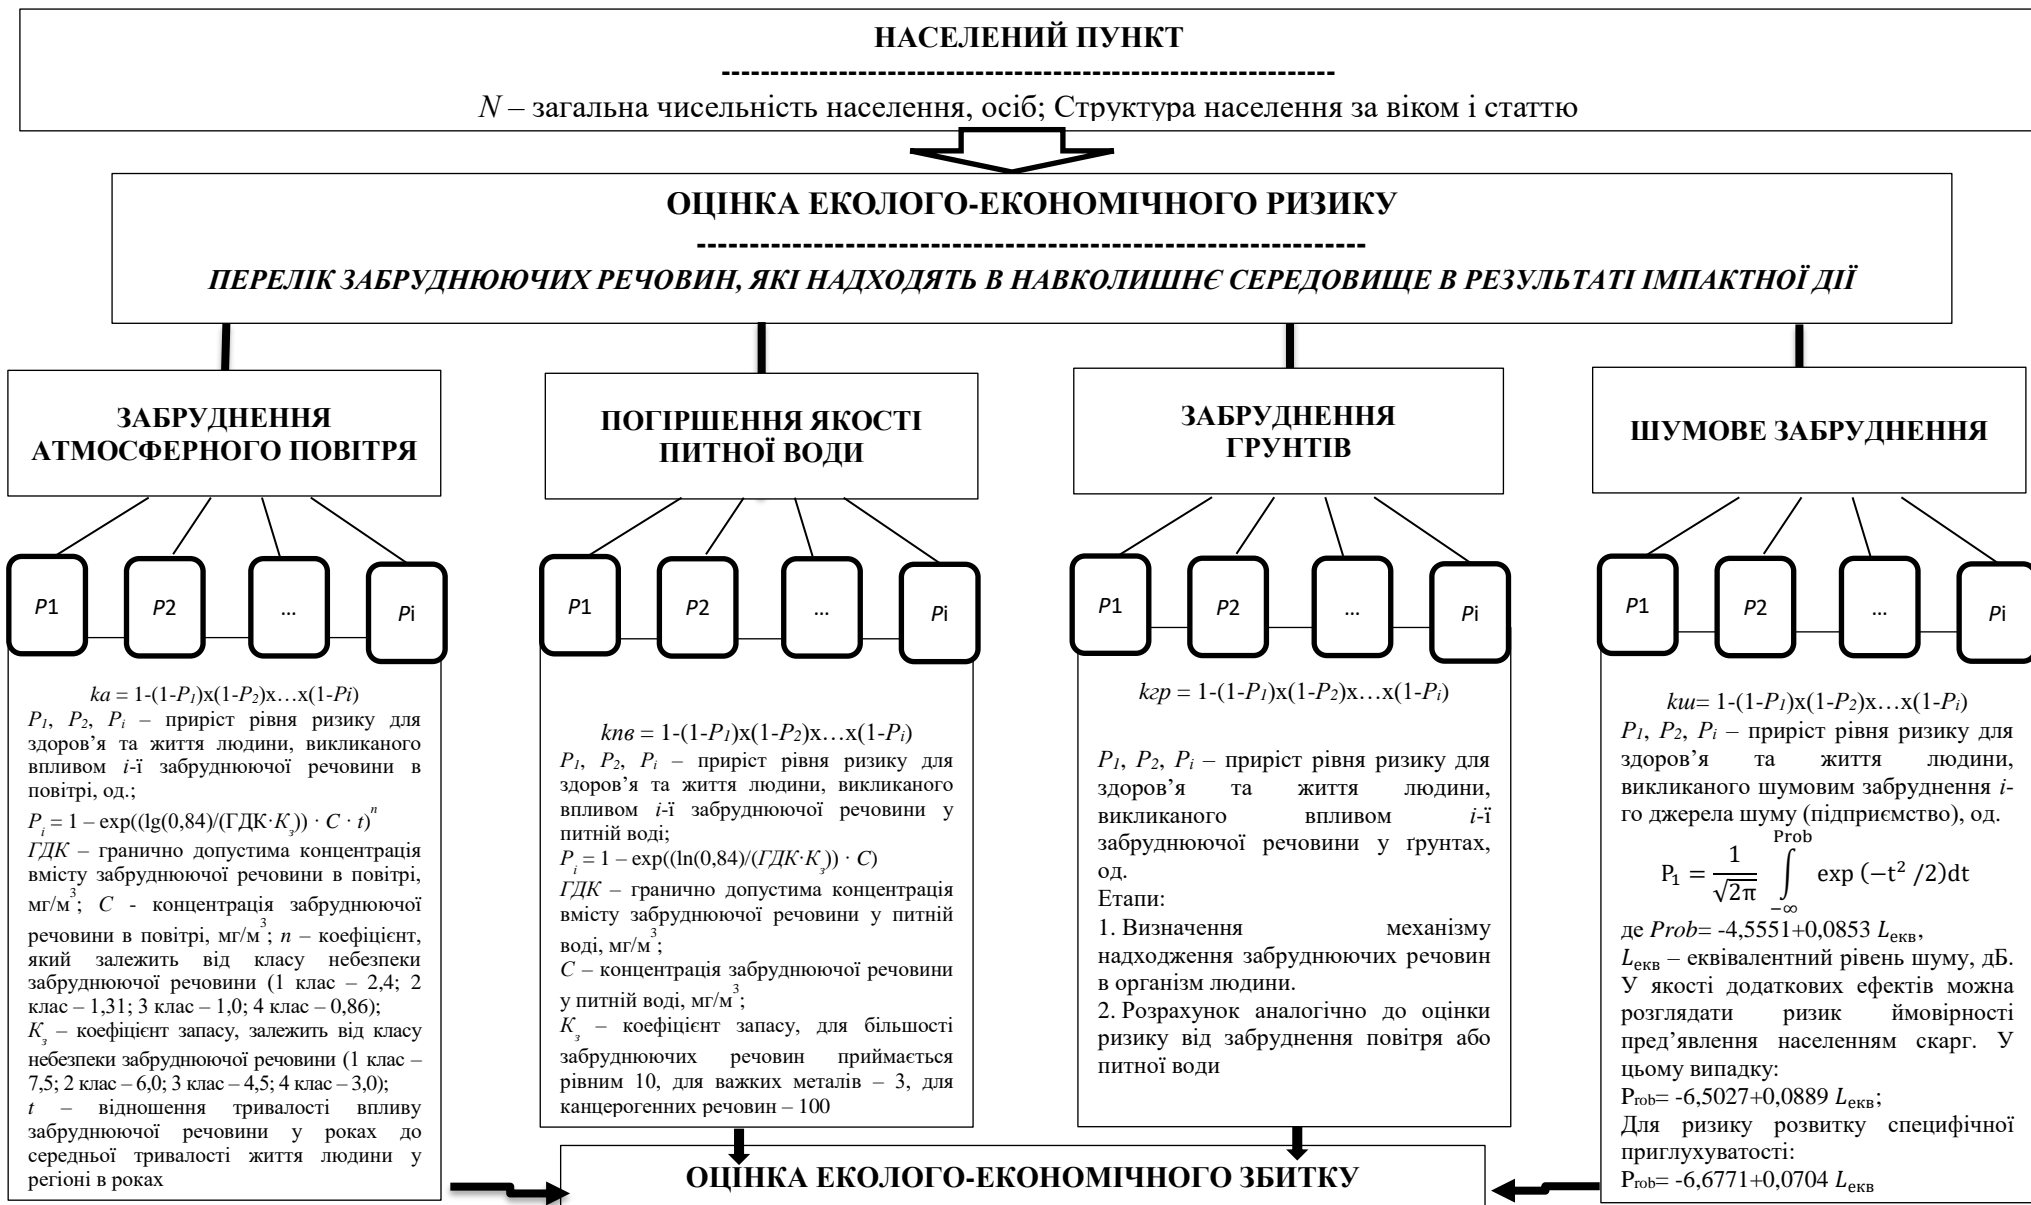 НАСЕЛЕНИЙ ПУНКТ
---------------------------------------------------------------
N – загальна чисельність населення, осіб; Структура населення за віком і статтю
ОЦІНКА ЕКОЛОГО-ЕКОНОМІЧНОГО РИЗИКУ
---------------------------------------------------------------
ПЕРЕЛІК ЗАБРУДНЮЮЧИХ РЕЧОВИН, ЯКІ НАДХОДЯТЬ В НАВКОЛИШНЄ СЕРЕДОВИЩЕ В РЕЗУЛЬТАТІ ІМПАКТНОЇ ДІЇ
ЗАБРУДНЕННЯ
АТМОСФЕРНОГО ПОВІТРЯ
P1
P2
...
Pi
ka = 1-(1-P₁)x(1-P₂)x…x(1-Pi)
P₁, P₂, Pᵢ – приріст рівня ризику для
здоров’я та життя людини, викликаного
впливом i-ї забруднюючої речовини в
повітрі, од.;
Pᵢ = 1 – exp((lg(0,84)/(ГДК·K₃)) · C · t)ⁿ
ГДК – гранично допустима концентрація
вмісту забруднюючої речовини в повітрі,
мг/м³; C - концентрація забруднюючої
речовини в повітрі, мг/м³; n – коефіцієнт,
який залежить від класу небезпеки
забруднюючої речовини (1 клас – 2,4; 2
клас – 1,31; 3 клас – 1,0; 4 клас – 0,86);
K₃ – коефіцієнт запасу, залежить від класу
небезпеки забруднюючої речовини (1 клас –
7,5; 2 клас – 6,0; 3 клас – 4,5; 4 клас – 3,0);
t – відношення тривалості впливу
забруднюючої речовини у роках до
середньої тривалості життя людини у
регіоні в роках
ПОГІРШЕННЯ ЯКОСТІ
ПИТНОЇ ВОДИ
P1
P2
...
Pi
kпв = 1-(1-P₁)x(1-P₂)x…x(1-Pᵢ)
P₁, P₂, Pᵢ – приріст рівня ризику для
здоров’я та життя людини, викликаного
впливом i-ї забруднюючої речовини у
питній воді;
Pᵢ = 1 – exp((ln(0,84)/(ГДК·K₃)) · C)
ГДК – гранично допустима концентрація
вмісту забруднюючої речовини у питній
воді, мг/м³;
C – концентрація забруднюючої речовини
у питній воді, мг/м³;
K₃ – коефіцієнт запасу, для більшості
забруднюючих речовин приймається
рівним 10, для важких металів – 3, для
канцерогенних речовин – 100
ЗАБРУДНЕННЯ
ГРУНТІВ
P1
P2
...
Pi
kгр = 1-(1-P₁)x(1-P₂)x…x(1-Pᵢ)
P₁, P₂, Pᵢ – приріст рівня ризику для
здоров’я та життя людини,
викликаного впливом i-ї
забруднюючої речовини у ґрунтах,
од.
Етапи:
1. Визначення механізму
надходження забруднюючих речовин
в організм людини.
2. Розрахунок аналогічно до оцінки
ризику від забруднення повітря або
питної води
ШУМОВЕ ЗАБРУДНЕННЯ
P1
P2
...
Pi
kш= 1-(1-P₁)x(1-P₂)x…x(1-Pᵢ)
P₁, P₂, Pᵢ – приріст рівня ризику для
здоров’я та життя людини,
викликаного шумовим забруднення i-
го джерела шуму (підприємство), од.
P₁ = 1/√2π ∫₋∞^Prob exp (−t² /2)dt
де Prob= -4,5551+0,0853 Lекв,
Lекв – еквівалентний рівень шуму, дБ.
У якості додаткових ефектів можна
розглядати ризик ймовірності
пред’явлення населенням скарг. У
цьому випадку:
Prob= -6,5027+0,0889 Lекв;
Для ризику розвитку специфічної
приглухуватості:
Prob= -6,6771+0,0704 Lекв
ОЦІНКА ЕКОЛОГО-ЕКОНОМІЧНОГО ЗБИТКУ